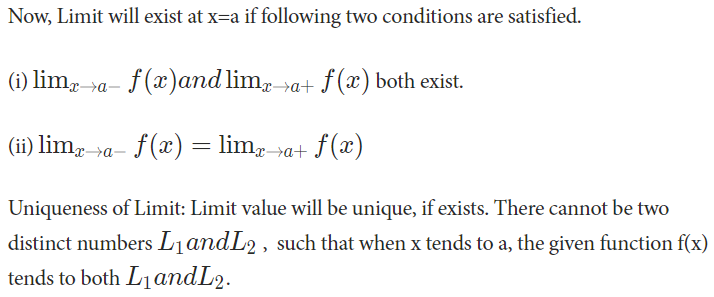 Now, Limit will exist at x=a if following two conditions are satisfied.
(i) lim_{x→a−} f(x)and lim_{x→a+} f(x) both exist.
(ii) lim_{x→a−} f(x) = lim_{x→a+} f(x)
Uniqueness of Limit: Limit value will be unique, if exists. There cannot be two
distinct numbers L₁andL₂ , such that when x tends to a, the given function f(x)
tends to both L₁andL₂.